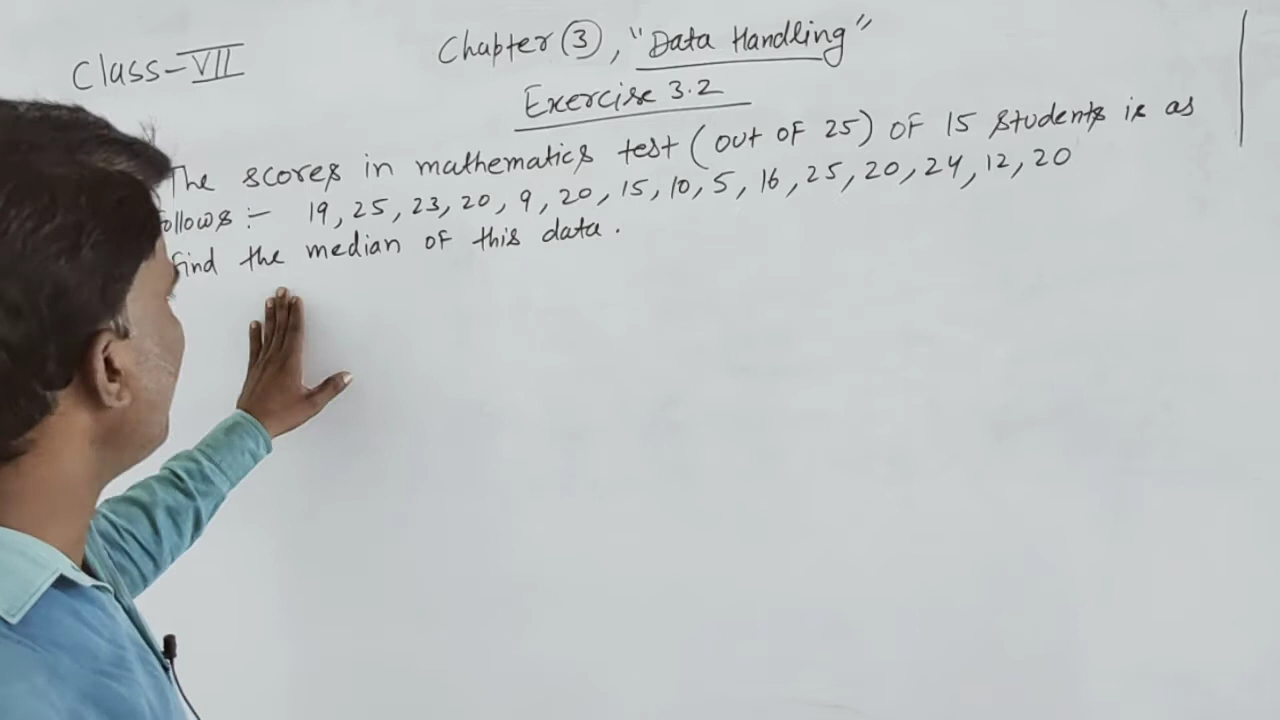 Class-VII
Chapter (3), "Data Handling"
Exercise 3.2
The scores in mathematics test (out of 25) of 15 students is as
follows :- 19, 25, 23, 20, 9, 20, 15, 10, 5, 16, 25, 20, 24, 12, 20
find the median of this data.